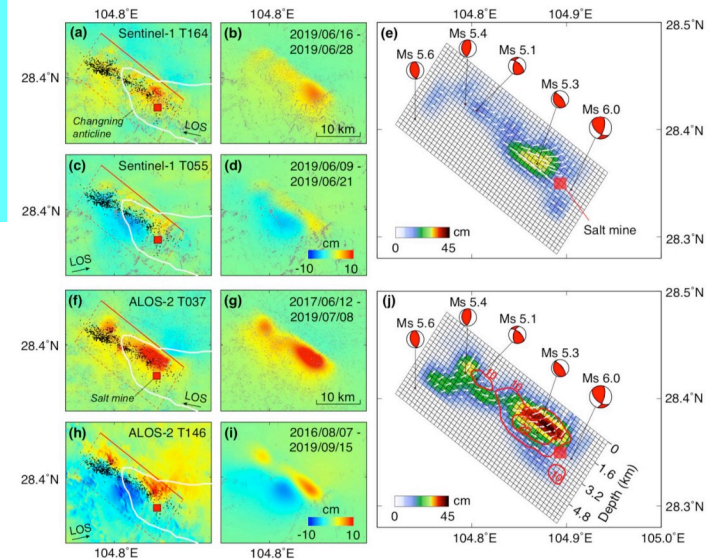 104.8°E
104.8°E
104.8°E
104.9°E
(a)
Sentinel-1 T164
28.4°N
Changning
anticline
LOS
(b)
2019/06/16 -
2019/06/28
10 km
(e)
Ms 5.6
Ms 5.4
Ms 5.1
Ms 5.3
Ms 6.0
28.5°N
28.4°N
28.3°N
Salt mine
cm
0
45
(c)
Sentinel-1 T055
28.4°N
LOS
(d)
2019/06/09 -
2019/06/21
cm
-10
10
(f)
ALOS-2 T037
28.4°N
Salt mine
LOS
(g)
2017/06/12 -
2019/07/08
10 km
(j)
Ms 5.6
Ms 5.4
Ms 5.1
Ms 5.3
Ms 6.0
28.5°N
28.4°N
28.3°N
10
10
10
0
1.6
3.2
4.8
Depth (km)
cm
0
45
(h)
ALOS-2 T146
28.4°N
LOS
(i)
2016/08/07 -
2019/09/15
cm
-10
10
104.8°E
104.8°E
104.8°E
104.9°E
105.0°E